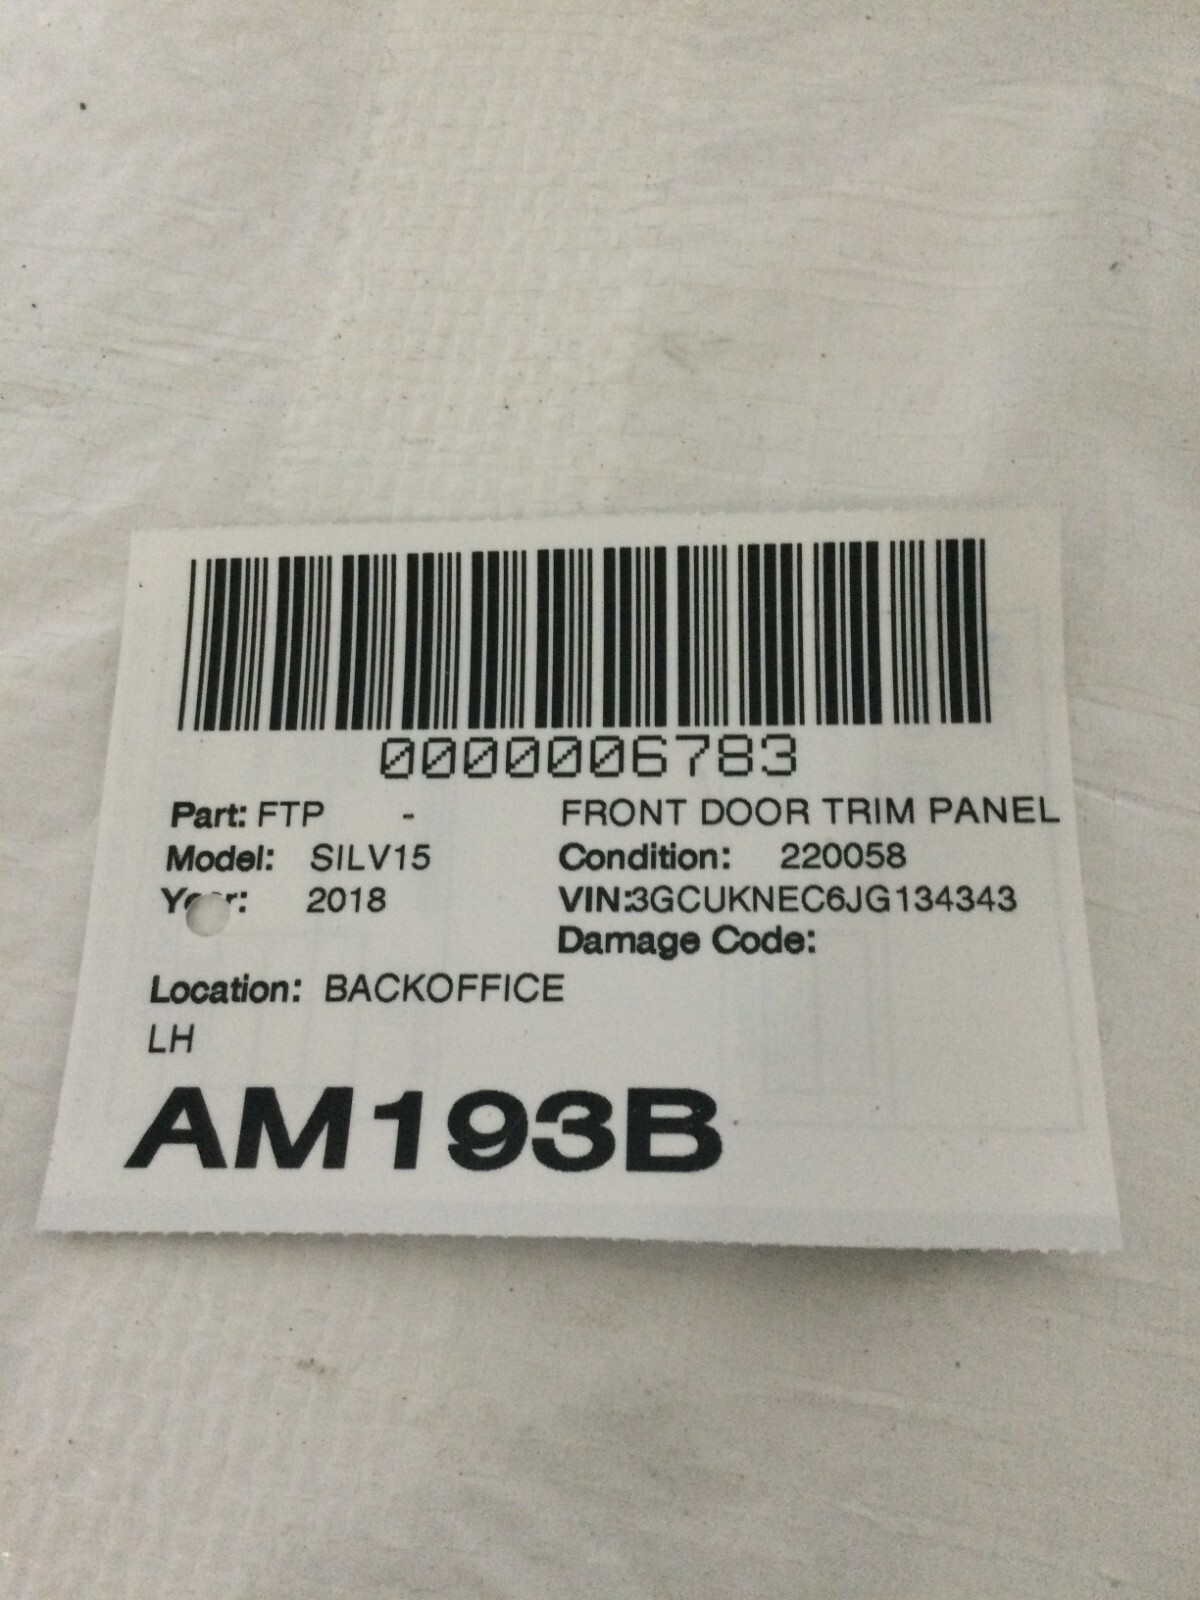 0000006783
Part: FTP - FRONT DOOR TRIM PANEL
Model: SILV15 Condition: 220058
Year: 2018 VIN:3GCUKNEC6JG134343
Damage Code:
Location: BACKOFFICE
LH
AM193B